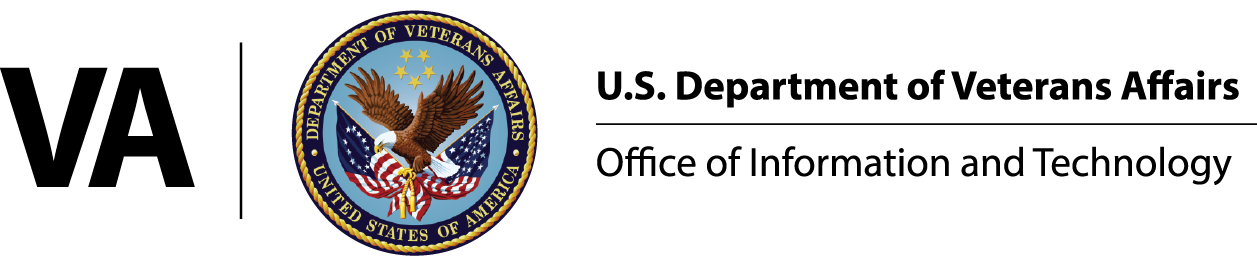 VA
DEPARTMENT OF VETERANS AFFAIRS
UNITED STATES OF AMERICA
U.S. Department of Veterans Affairs
Office of Information and Technology